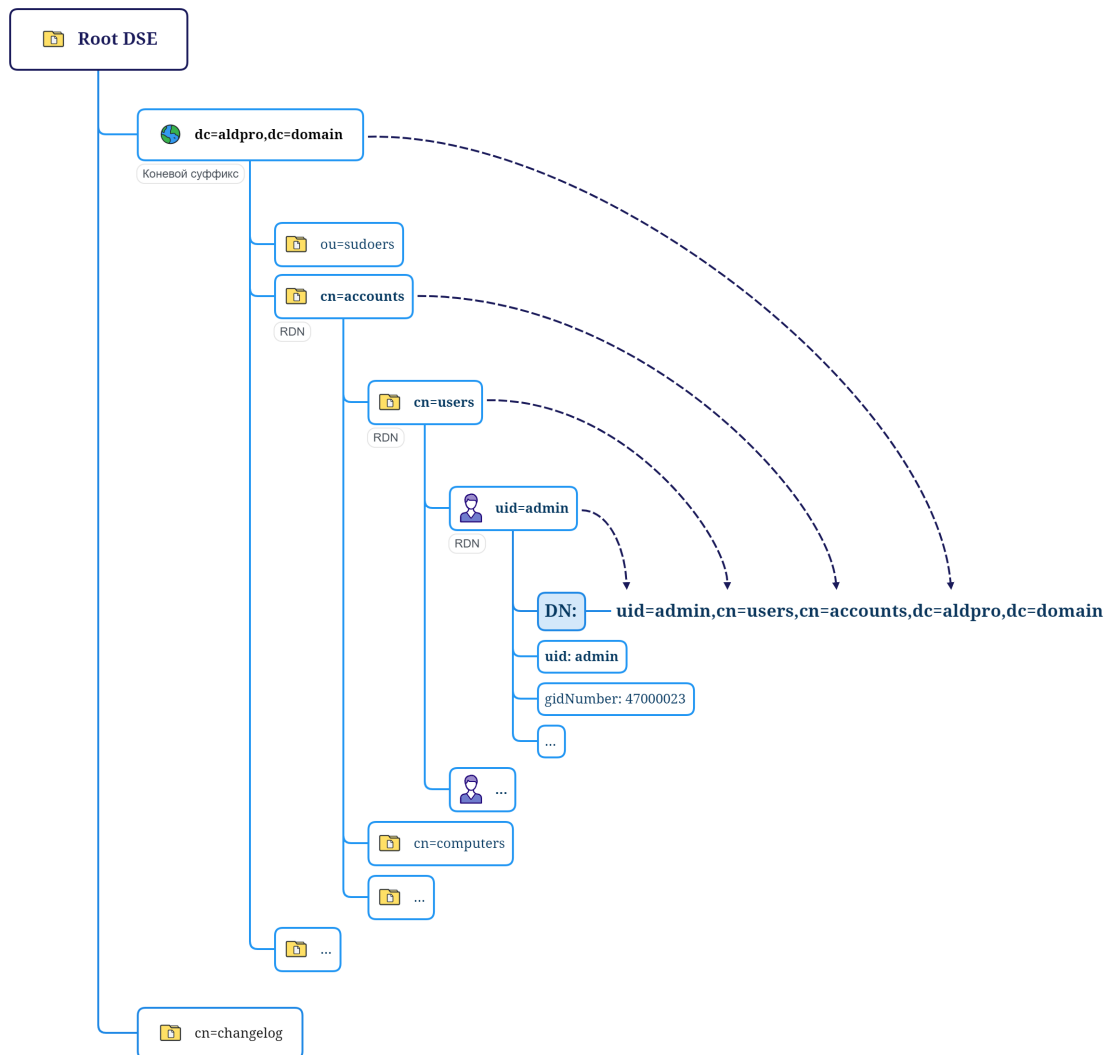 Root DSE
dc=aldpro,dc=domain
Коневой суффикс
ou=sudoers
cn=accounts
RDN
cn=users
RDN
uid=admin
RDN
DN:
uid=admin,cn=users,cn=accounts,dc=aldpro,dc=domain
uid: admin
gidNumber: 47000023
...
...
cn=computers
...
...
cn=changelog